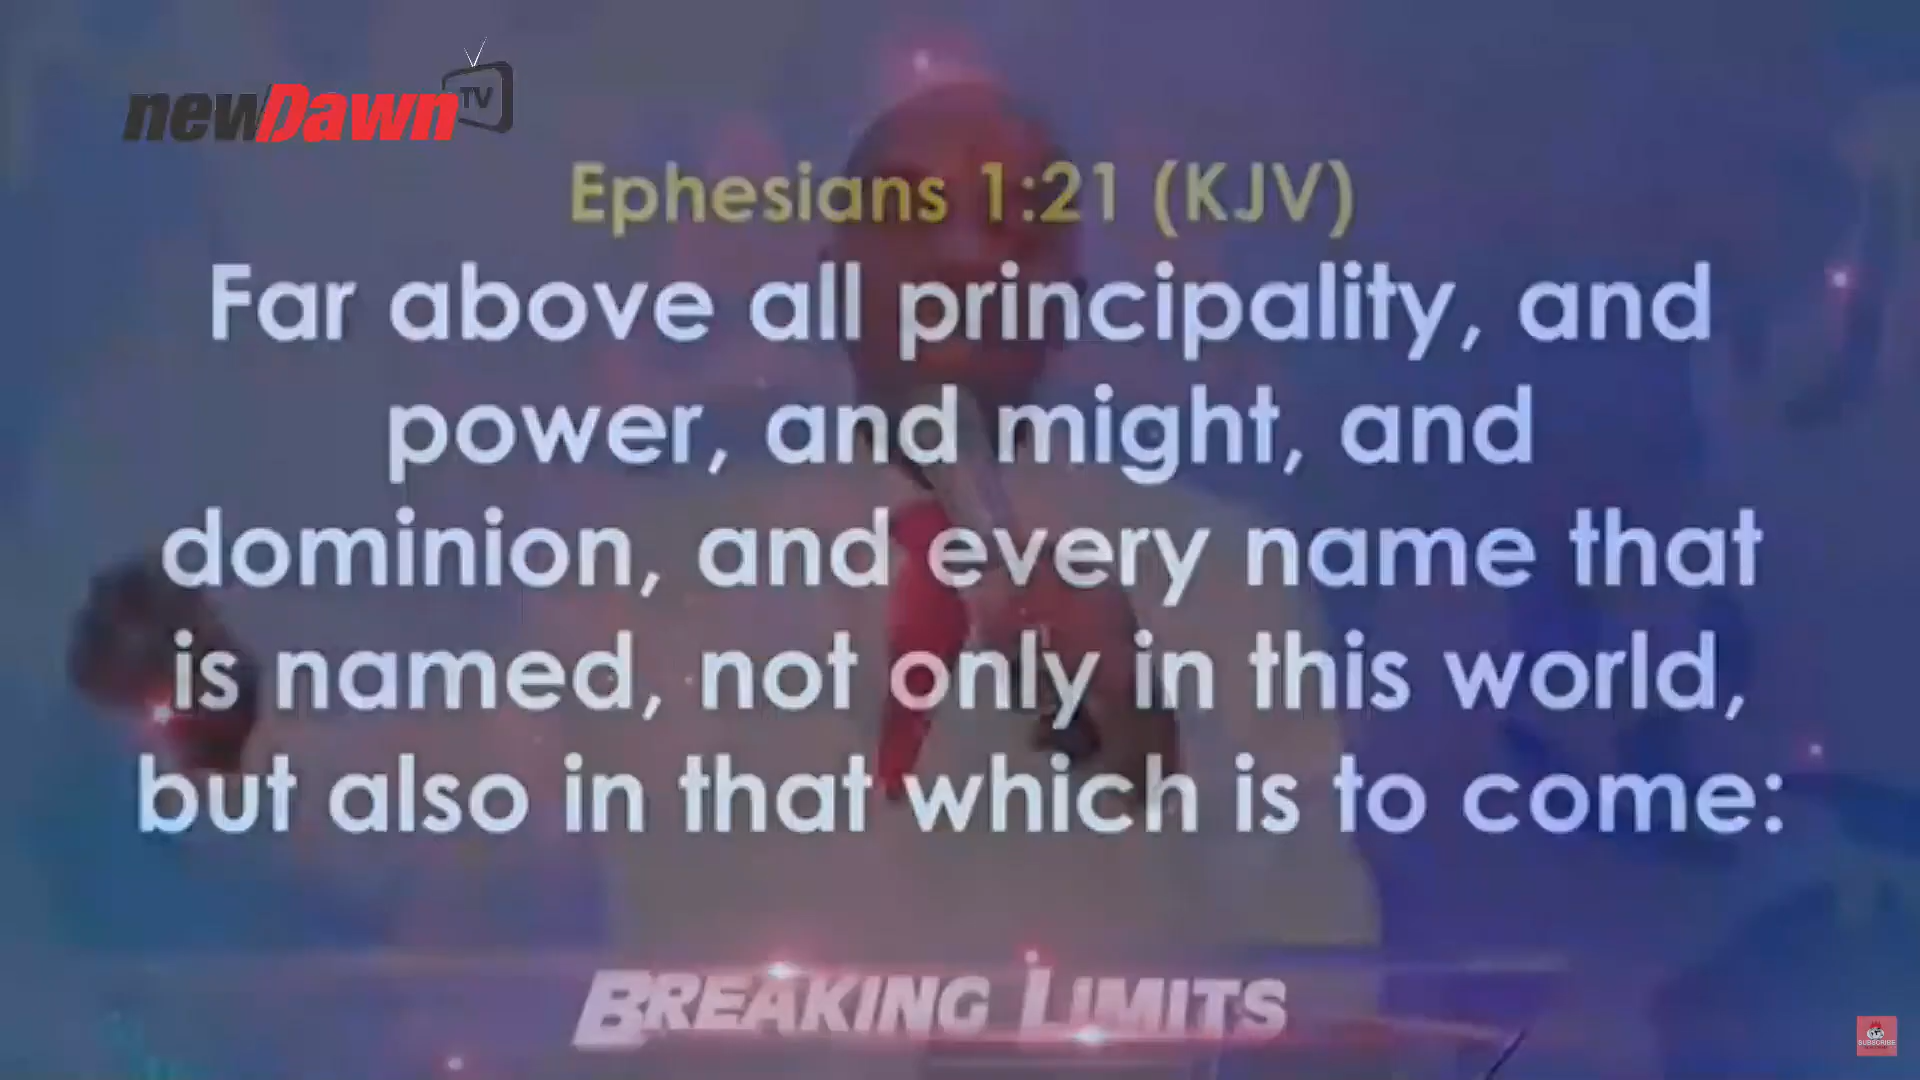 newDawn TV
Ephesians 1:21 (KJV)
Far above all principality, and
power, and might, and
dominion, and every name that
is named, not only in this world,
but also in that which is to come:
BREAKING LIMITS
SUBSCRIBE